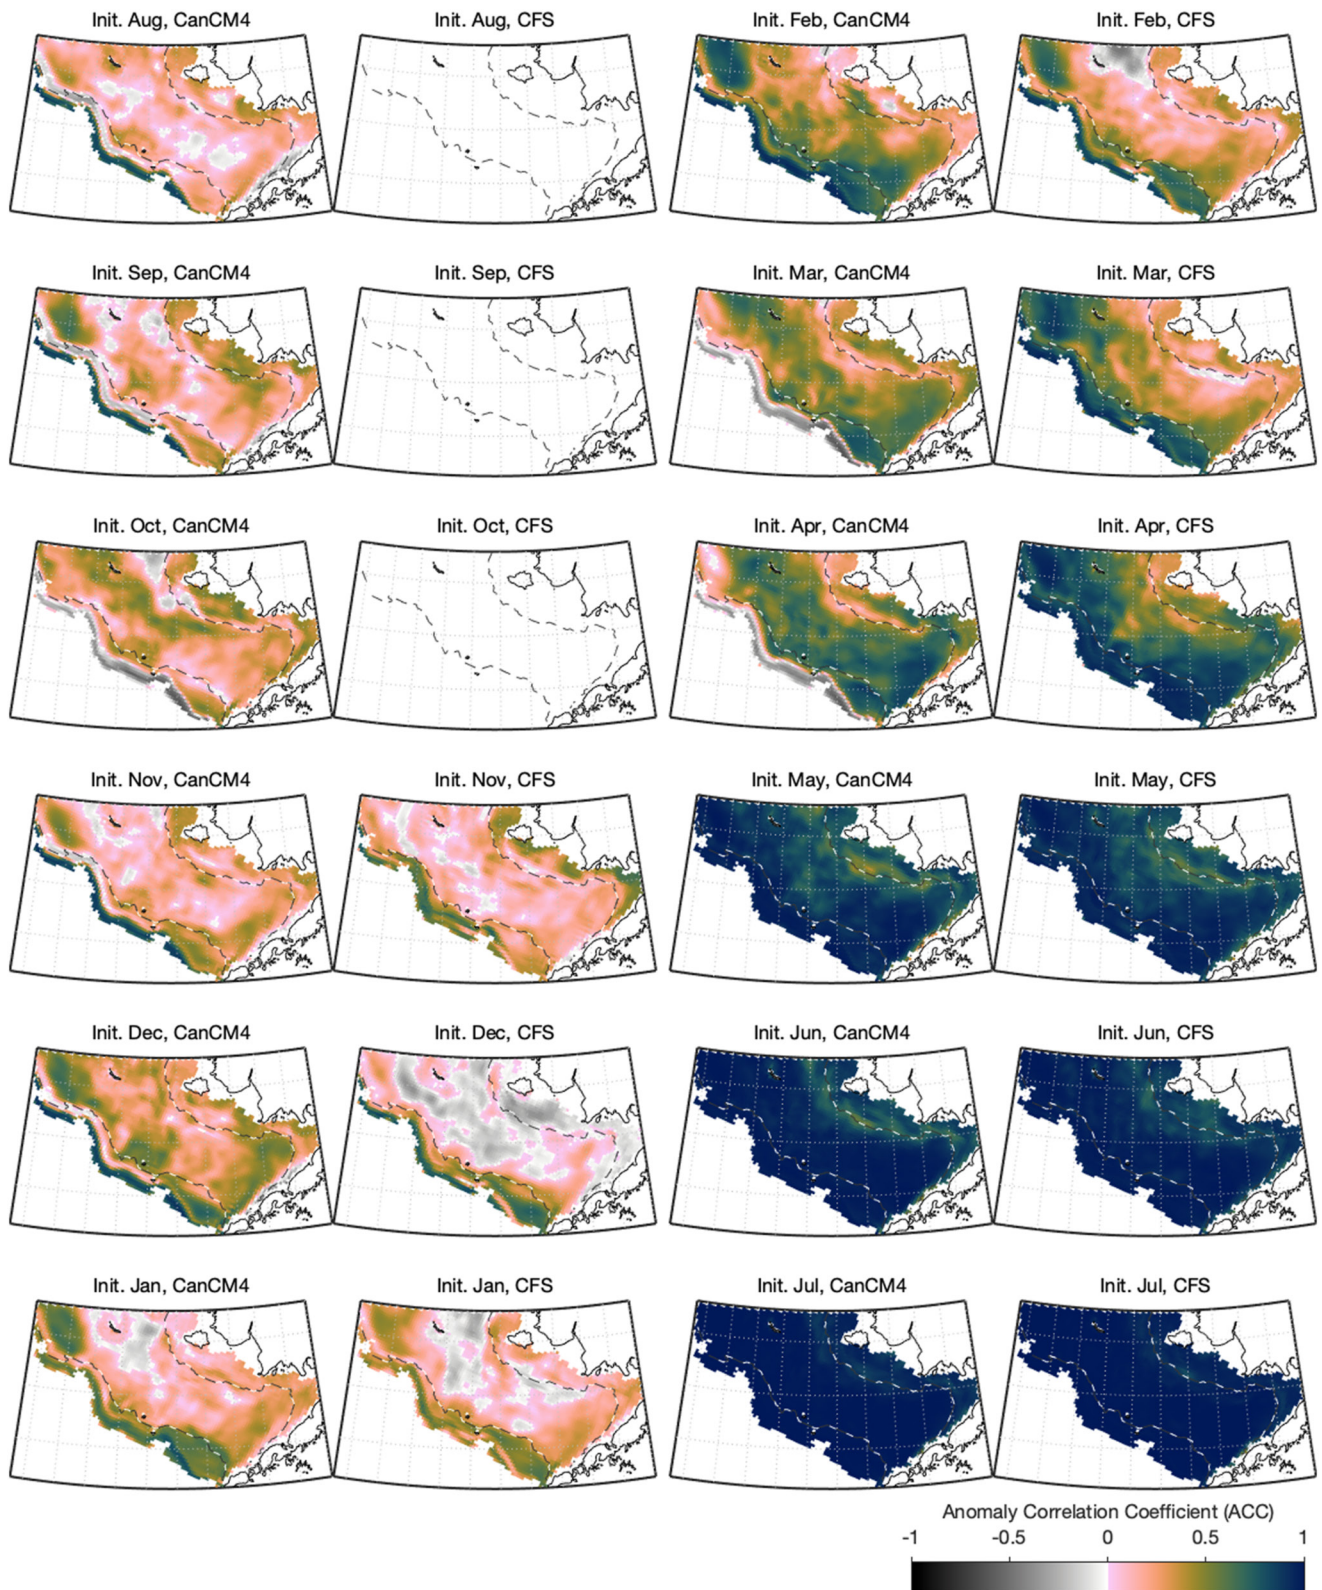 Init. Aug, CanCM4 Init. Aug, CFS Init. Feb, CanCM4 Init. Feb, CFS
Init. Sep, CanCM4 Init. Sep, CFS Init. Mar, CanCM4 Init. Mar, CFS
Init. Oct, CanCM4 Init. Oct, CFS Init. Apr, CanCM4 Init. Apr, CFS
Init. Nov, CanCM4 Init. Nov, CFS Init. May, CanCM4 Init. May, CFS
Init. Dec, CanCM4 Init. Dec, CFS Init. Jun, CanCM4 Init. Jun, CFS
Init. Jan, CanCM4 Init. Jan, CFS Init. Jul, CanCM4 Init. Jul, CFS
Anomaly Correlation Coefficient (ACC)
-1 -0.5 0 0.5 1